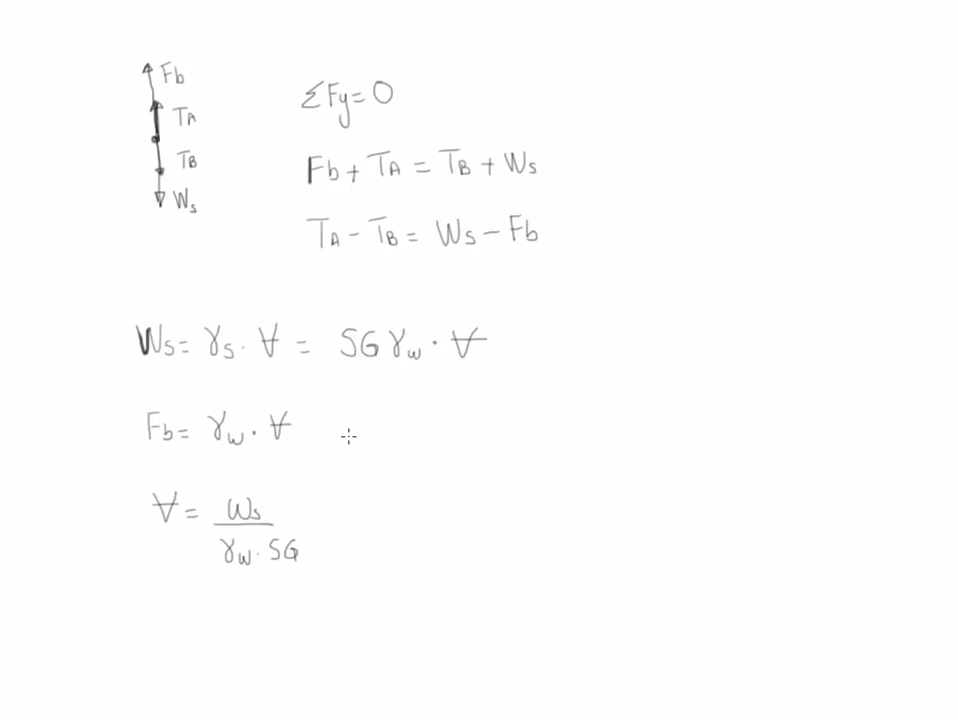 Fb
TA
TB
Ws
ΣFy = 0
Fb + TA = TB + Ws
TA - TB = Ws - Fb
Ws = γs · ∀ = SG γw · ∀
Fb = γw · ∀
∀ = Ws / γw · SG